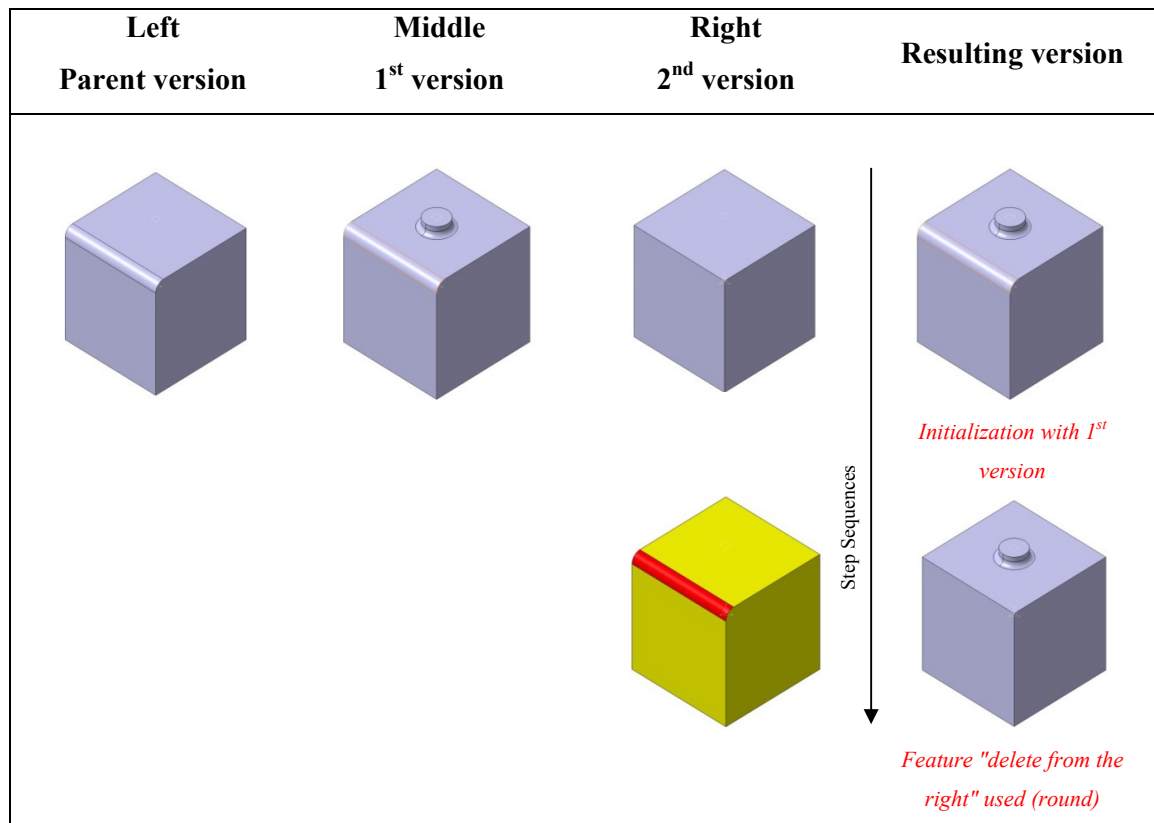 Left
Parent version
Middle
1st version
Right
2nd version
Resulting version
Initialization with 1st
version
Step Sequences
Feature "delete from the
right" used (round)